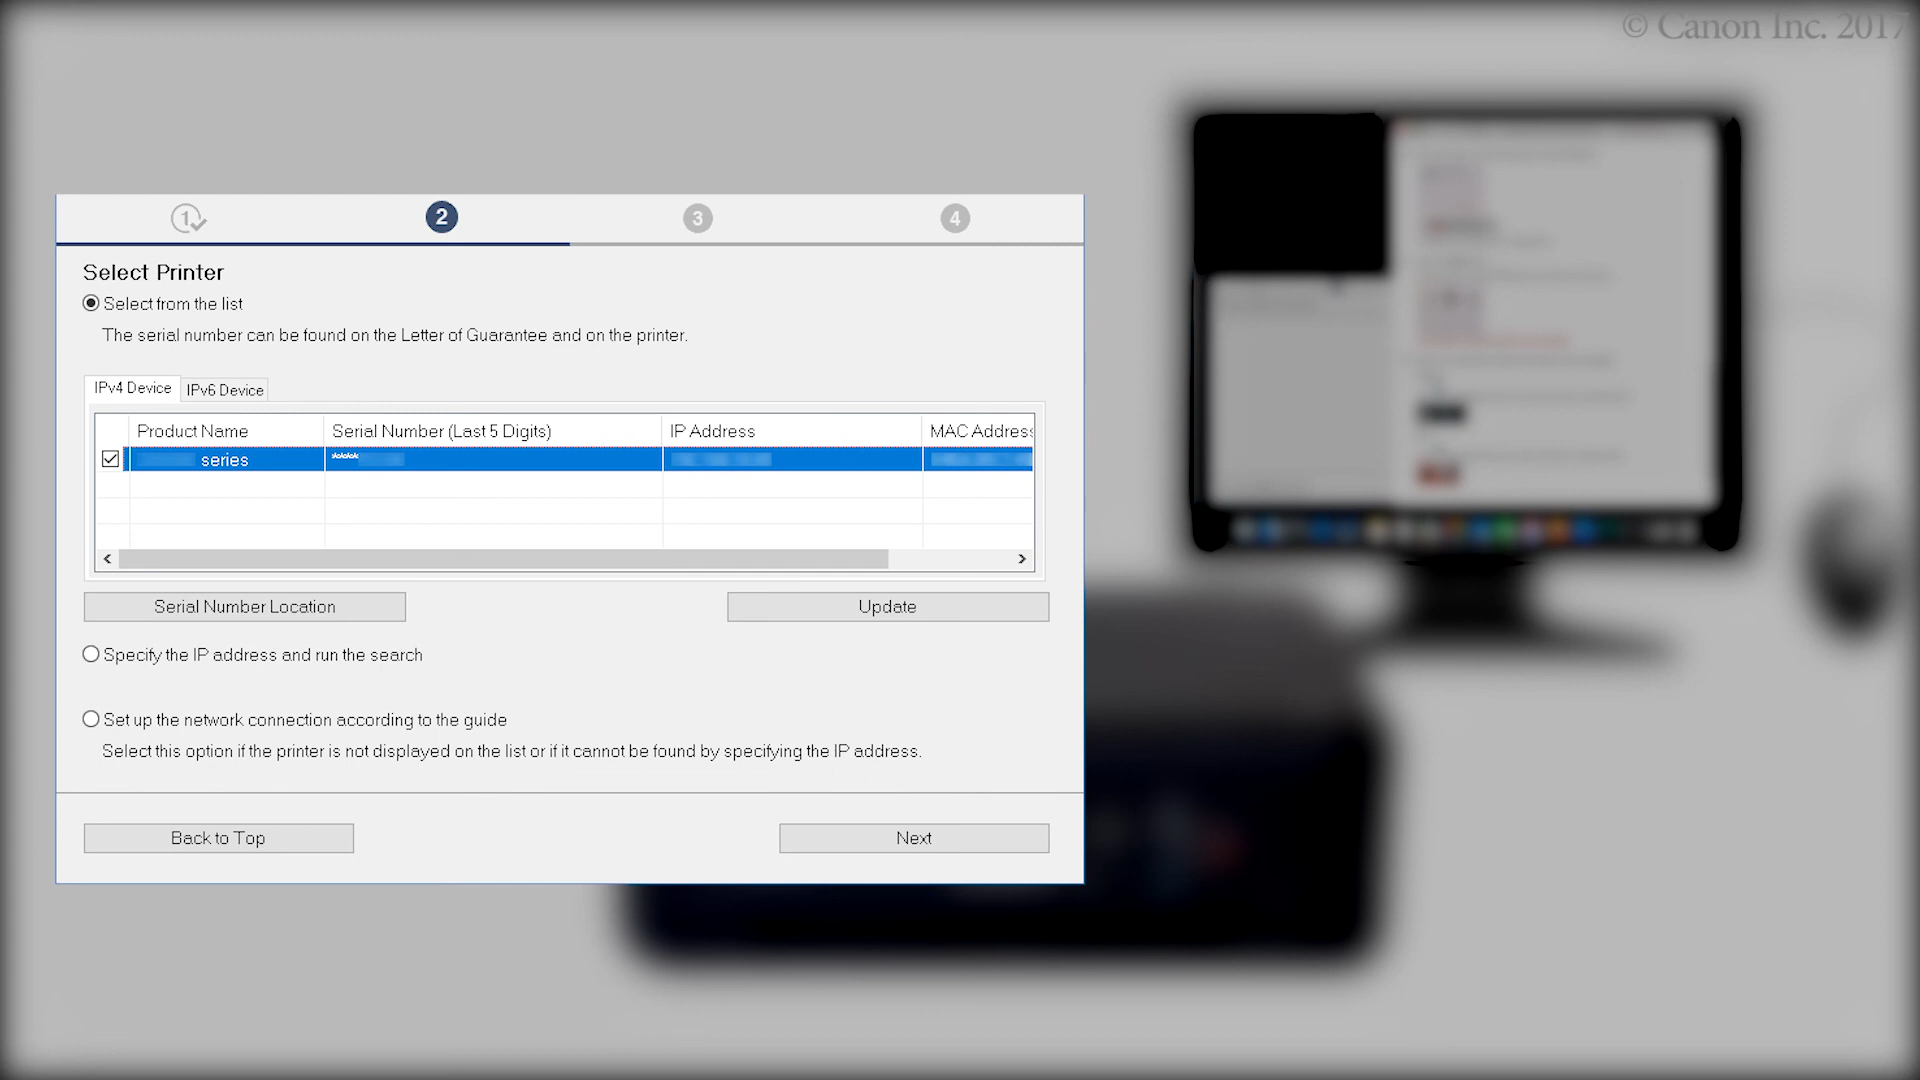 © Canon Inc. 2017
1 2 3 4
Select Printer
Select from the list
The serial number can be found on the Letter of Guarantee and on the printer.
IPv4 Device IPv6 Device
Product Name Serial Number (Last 5 Digits) IP Address MAC Address
series ****
Serial Number Location Update
Specify the IP address and run the search
Set up the network connection according to the guide
Select this option if the printer is not displayed on the list or if it cannot be found by specifying the IP address.
Back to Top Next